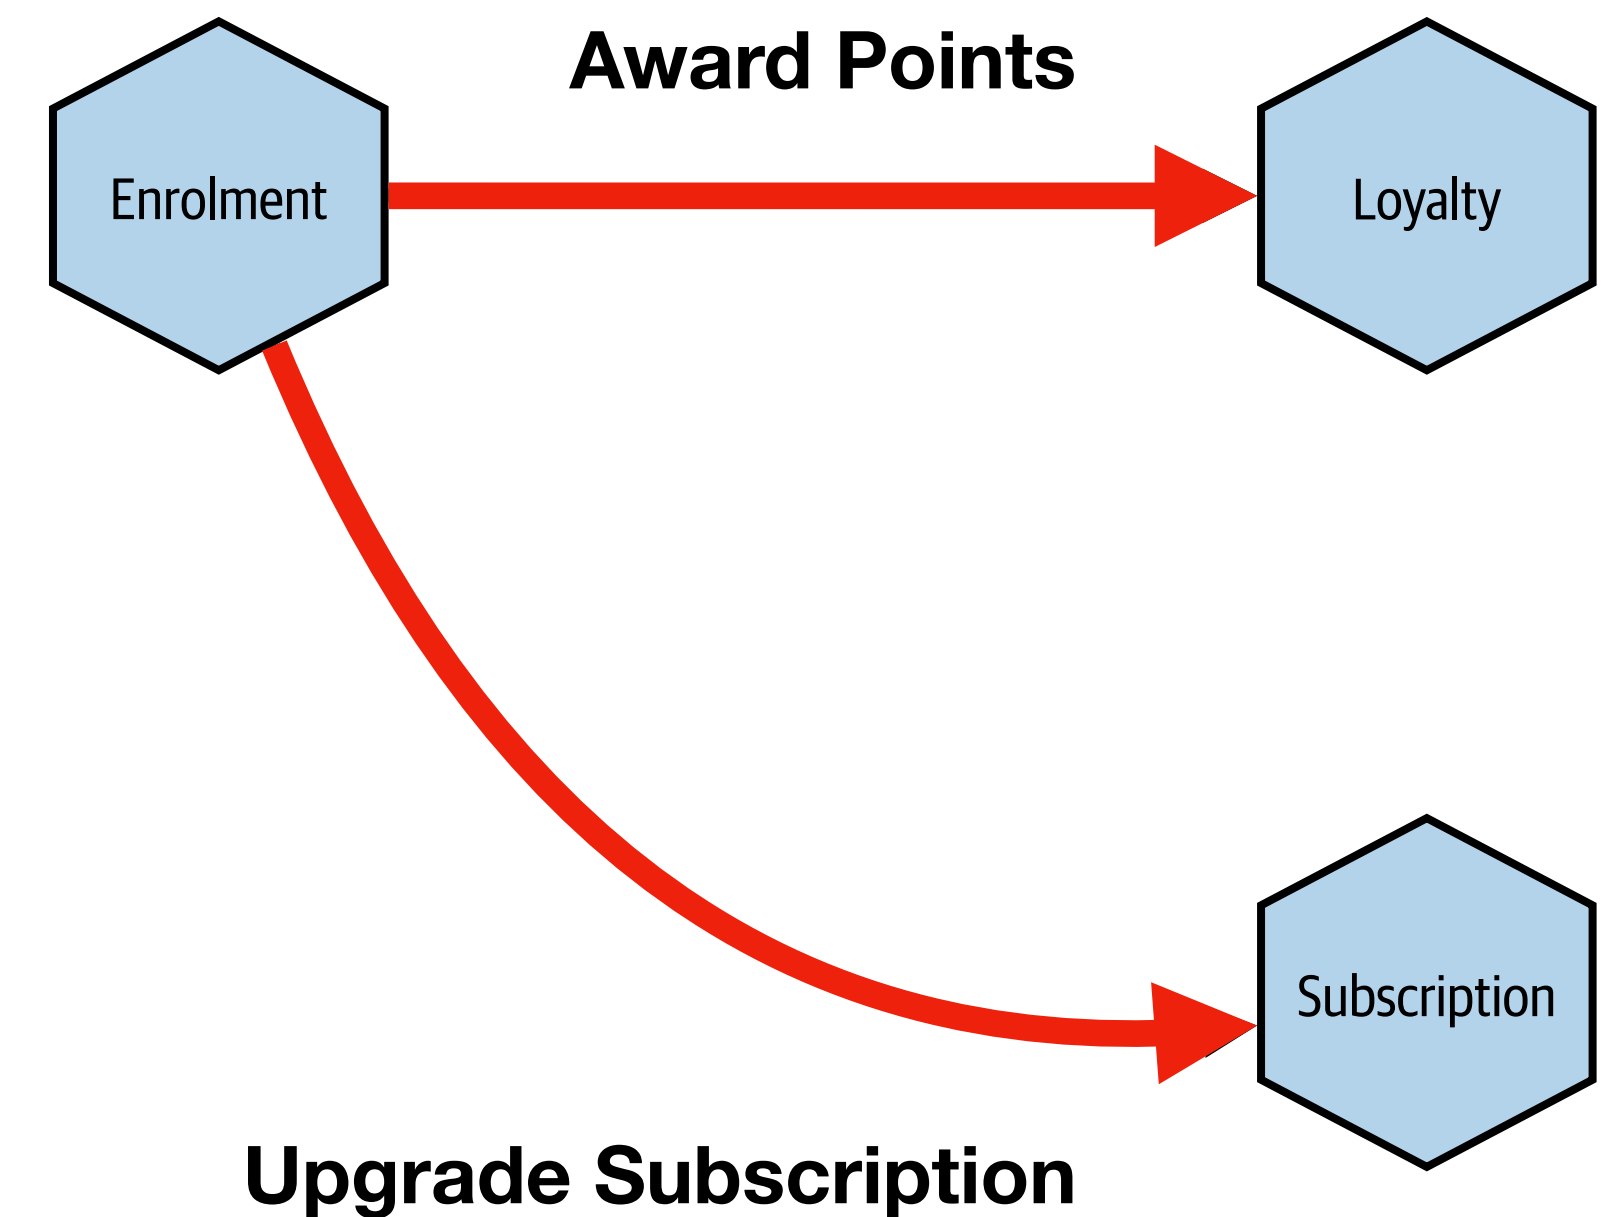 Award Points
Enrolment
Loyalty
Subscription
Upgrade Subscription